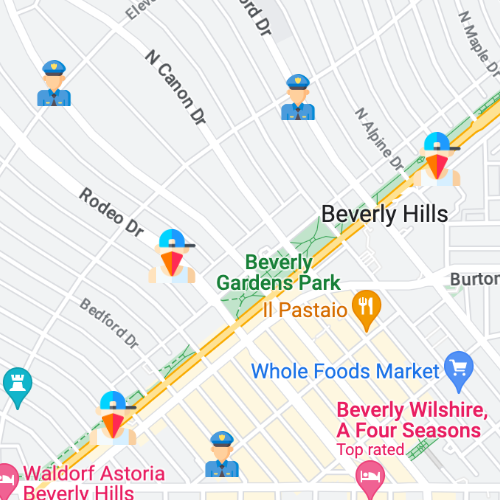 Elev
ord Dr
N Canon Dr
N Maple Dr
N Alpine Dr
Rodeo Dr
Beverly Hills
Beverly
Gardens Park
Burton
Il Pastaio
Bedford Dr
Whole Foods Market
Beverly Wilshire,
A Four Seasons
Top rated
Waldorf Astoria
Beverly Hills